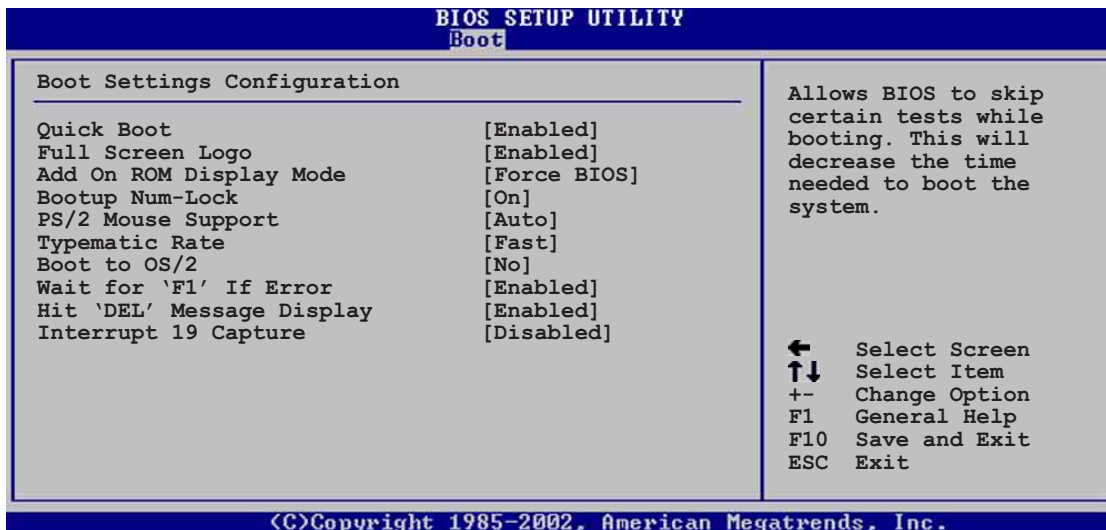 BIOS SETUP UTILITY
Boot
Boot Settings Configuration
Quick Boot [Enabled]
Full Screen Logo [Enabled]
Add On ROM Display Mode [Force BIOS]
Bootup Num-Lock [On]
PS/2 Mouse Support [Auto]
Typematic Rate [Fast]
Boot to OS/2 [No]
Wait for ‘F1’ If Error [Enabled]
Hit ‘DEL’ Message Display [Enabled]
Interrupt 19 Capture [Disabled]
Allows BIOS to skip
certain tests while
booting. This will
decrease the time
needed to boot the
system.
← Select Screen
↑↓ Select Item
+- Change Option
F1 General Help
F10 Save and Exit
ESC Exit
(C)Copyright 1985-2002, American Megatrends, Inc.